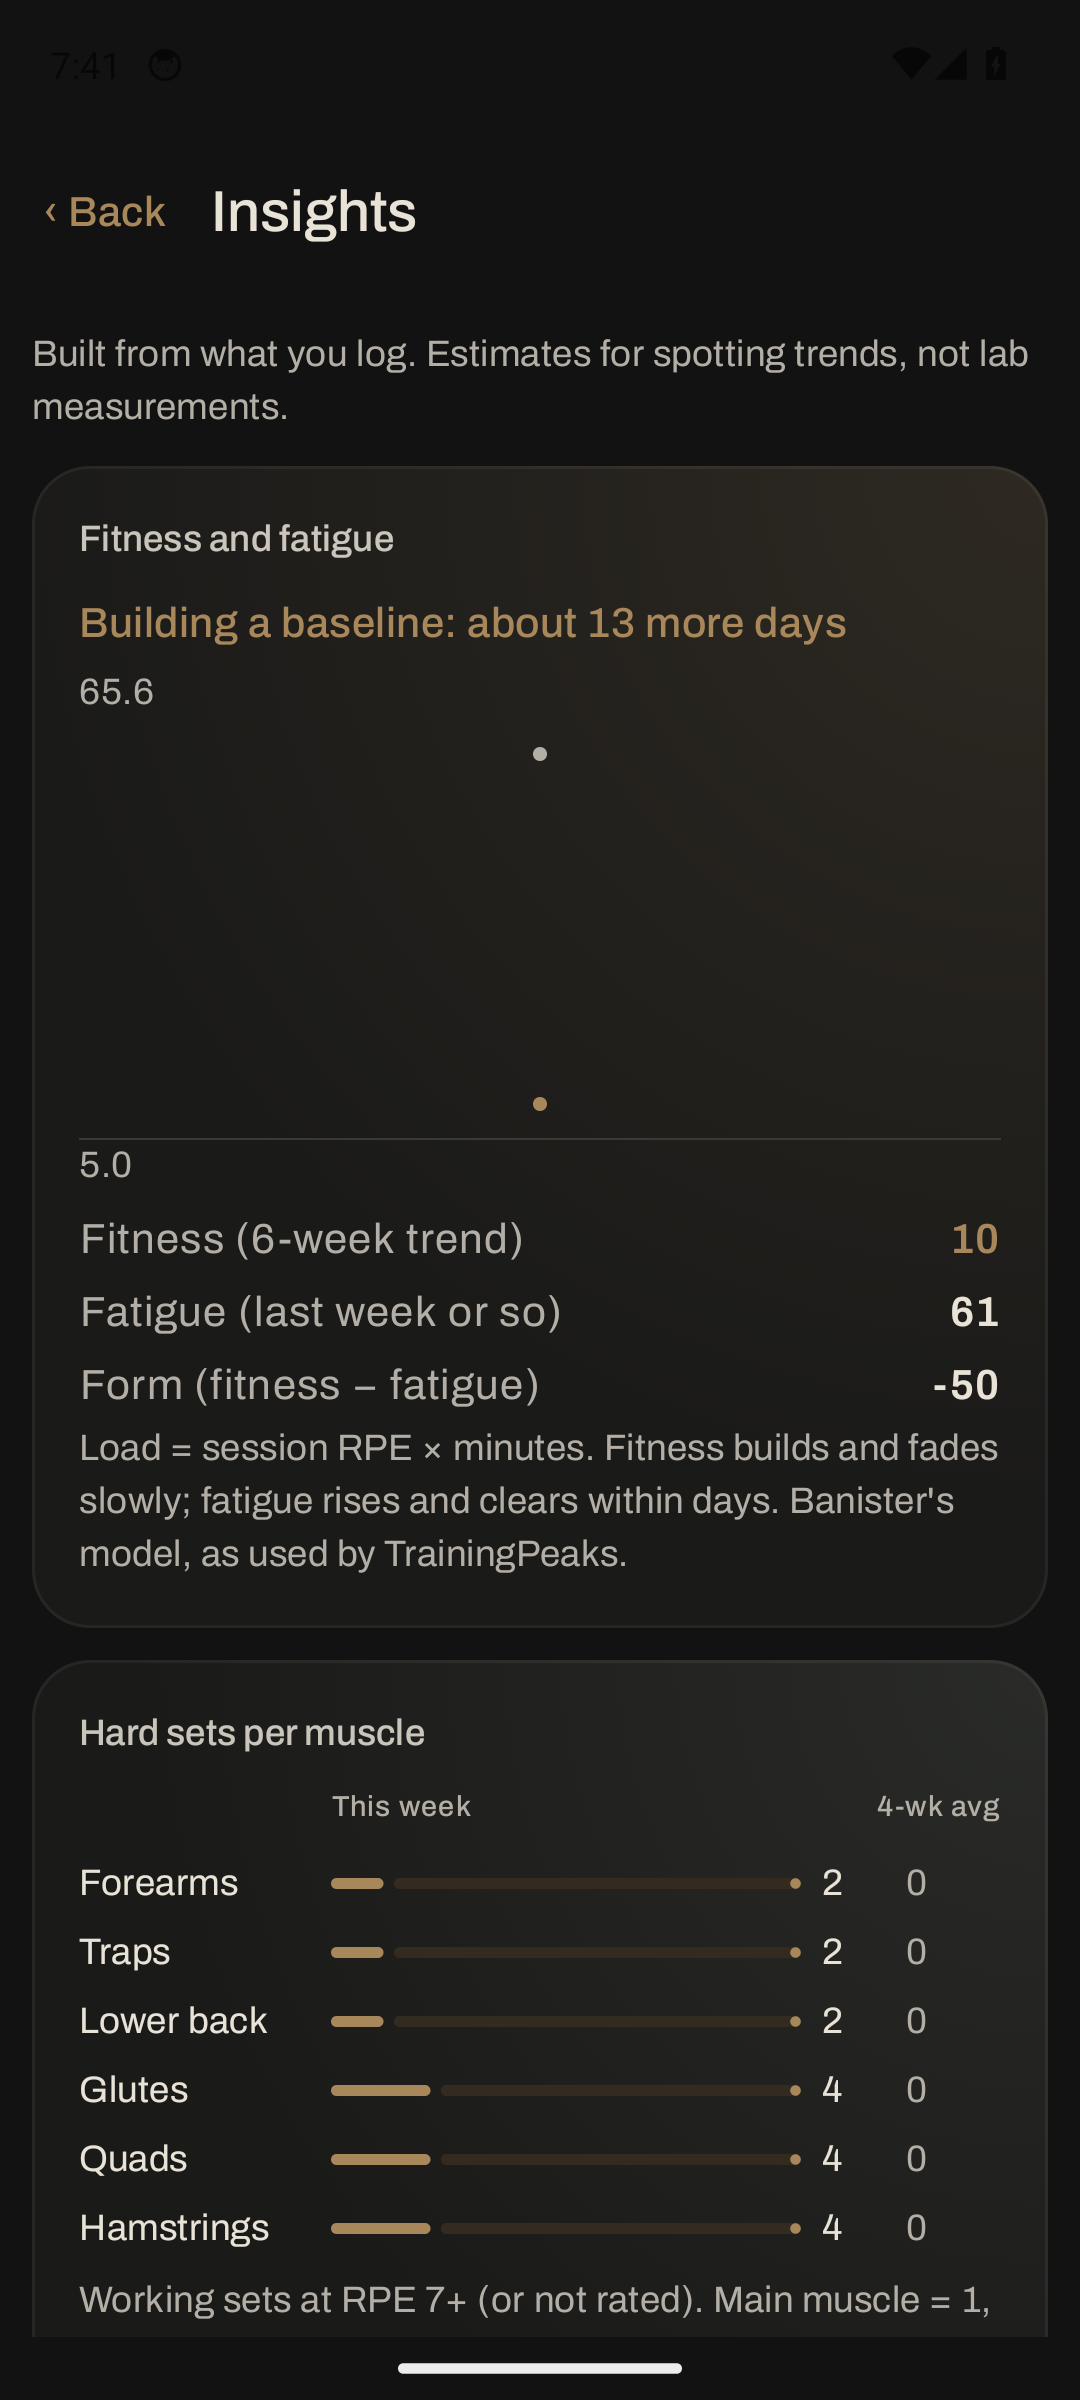 7:41
‹ Back Insights
Built from what you log. Estimates for spotting trends, not lab
measurements.
Fitness and fatigue
Building a baseline: about 13 more days
65.6
5.0
Fitness (6-week trend) 10
Fatigue (last week or so) 61
Form (fitness – fatigue) -50
Load = session RPE × minutes. Fitness builds and fades
slowly; fatigue rises and clears within days. Banister's
model, as used by TrainingPeaks.
Hard sets per muscle
This week 4-wk avg
Forearms 2 0
Traps 2 0
Lower back 2 0
Glutes 4 0
Quads 4 0
Hamstrings 4 0
Working sets at RPE 7+ (or not rated). Main muscle = 1,